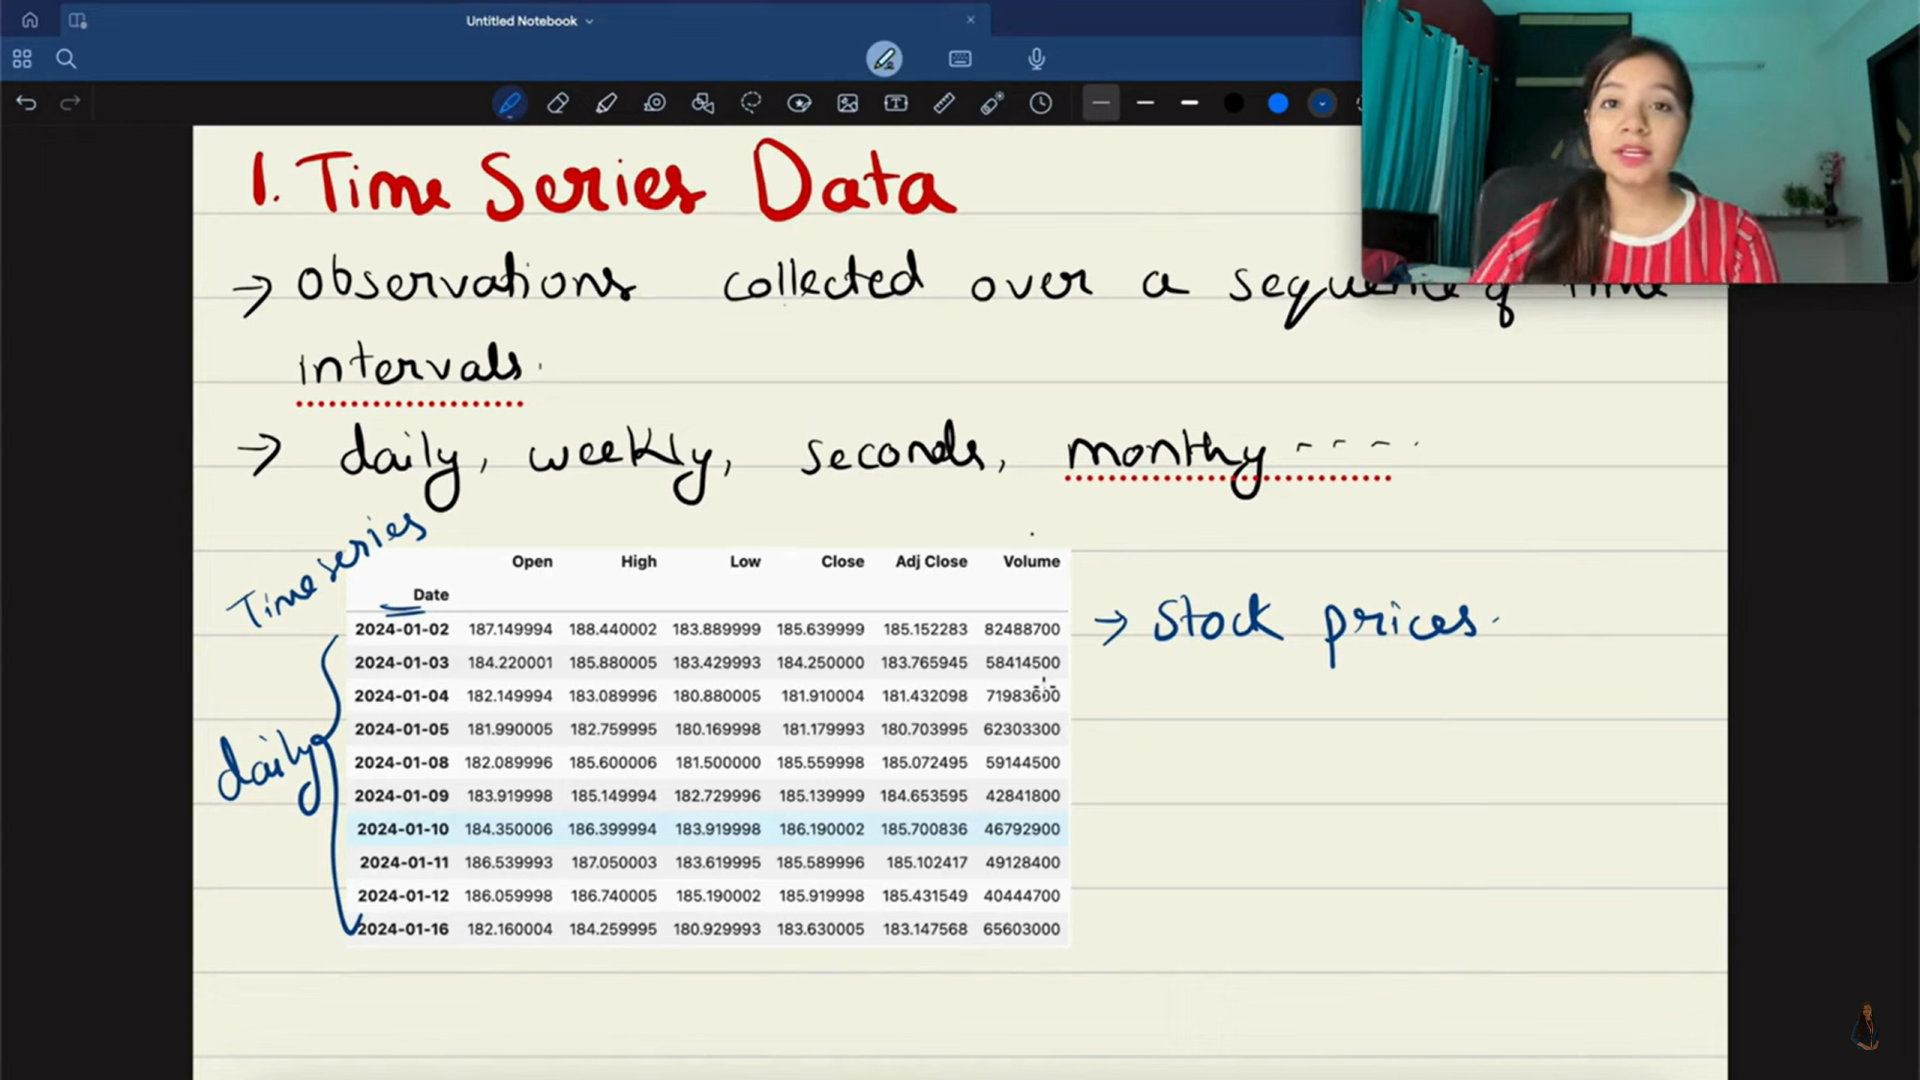 Untitled Notebook
1. Time Series Data
→ observations collected over a sequence of time
intervals.
→ daily, weekly, seconds, monthy ----.
Time series
Open High Low Close Adj Close Volume
Date
2024-01-02 187.149994 188.440002 183.889999 185.639999 185.152283 82488700
→ Stock prices.
2024-01-03 184.220001 185.880005 183.429993 184.250000 183.765945 58414500
2024-01-04 182.149994 183.089996 180.880005 181.910004 181.432098 71983600
2024-01-05 181.990005 182.759995 180.169998 181.179993 180.703995 62303300
daily
2024-01-08 182.089996 185.600006 181.500000 185.559998 185.072495 59144500
2024-01-09 183.919998 185.149994 182.729996 185.139999 184.653595 42841800
2024-01-10 184.350006 186.399994 183.919998 186.190002 185.700836 46792900
2024-01-11 186.539993 187.050003 183.619995 185.589996 185.102417 49128400
2024-01-12 186.059998 186.740005 185.190002 185.919998 185.431549 40444700
2024-01-16 182.160004 184.259995 180.929993 183.630005 183.147568 65603000